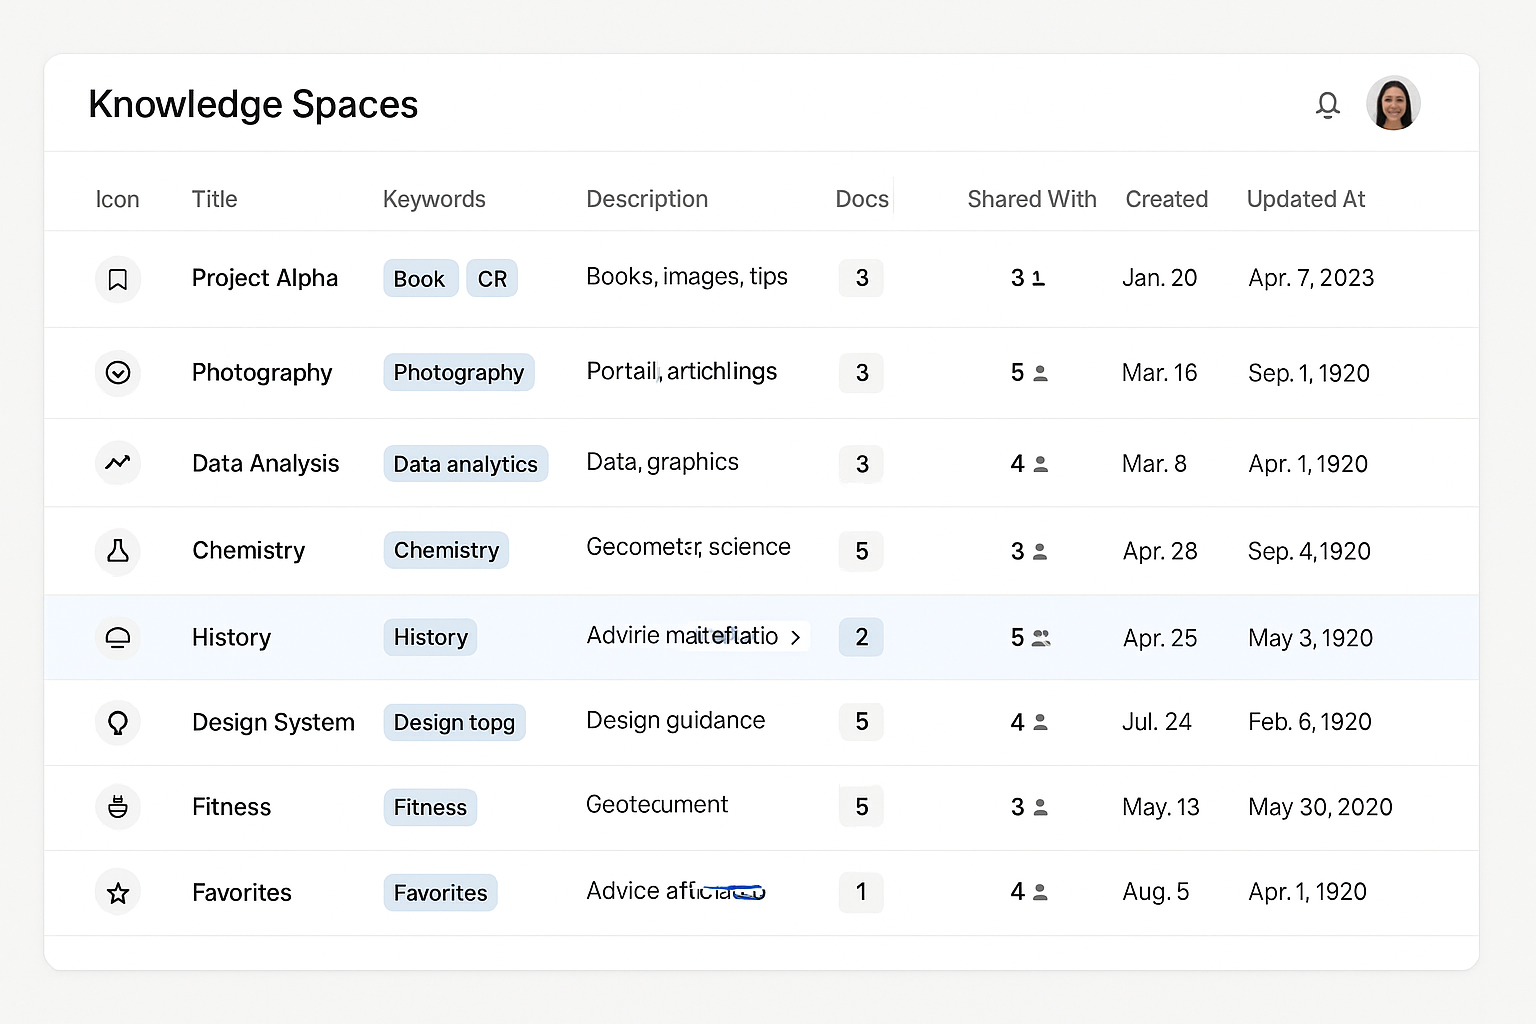 Knowledge Spaces
Icon Title Keywords Description Docs Shared With Created Updated At
Project Alpha Book CR Books, images, tips 3 3 1 Jan. 20 Apr. 7, 2023
Photography Photography Portail, artichlings 3 5 Mar. 16 Sep. 1, 1920
Data Analysis Data analytics Data, graphics 3 4 Mar. 8 Apr. 1, 1920
Chemistry Chemistry science 5 3 Apr. 28 Sep. 4, 1920
History History Advirie 2 5 Apr. 25 May 3, 1920
Design System Design topg Design guidance 5 4 Jul. 24 Feb. 6, 1920
Fitness Fitness Geotecument 5 3 May. 13 May 30, 2020
Favorites Favorites Advice 1 4 Aug. 5 Apr. 1, 1920